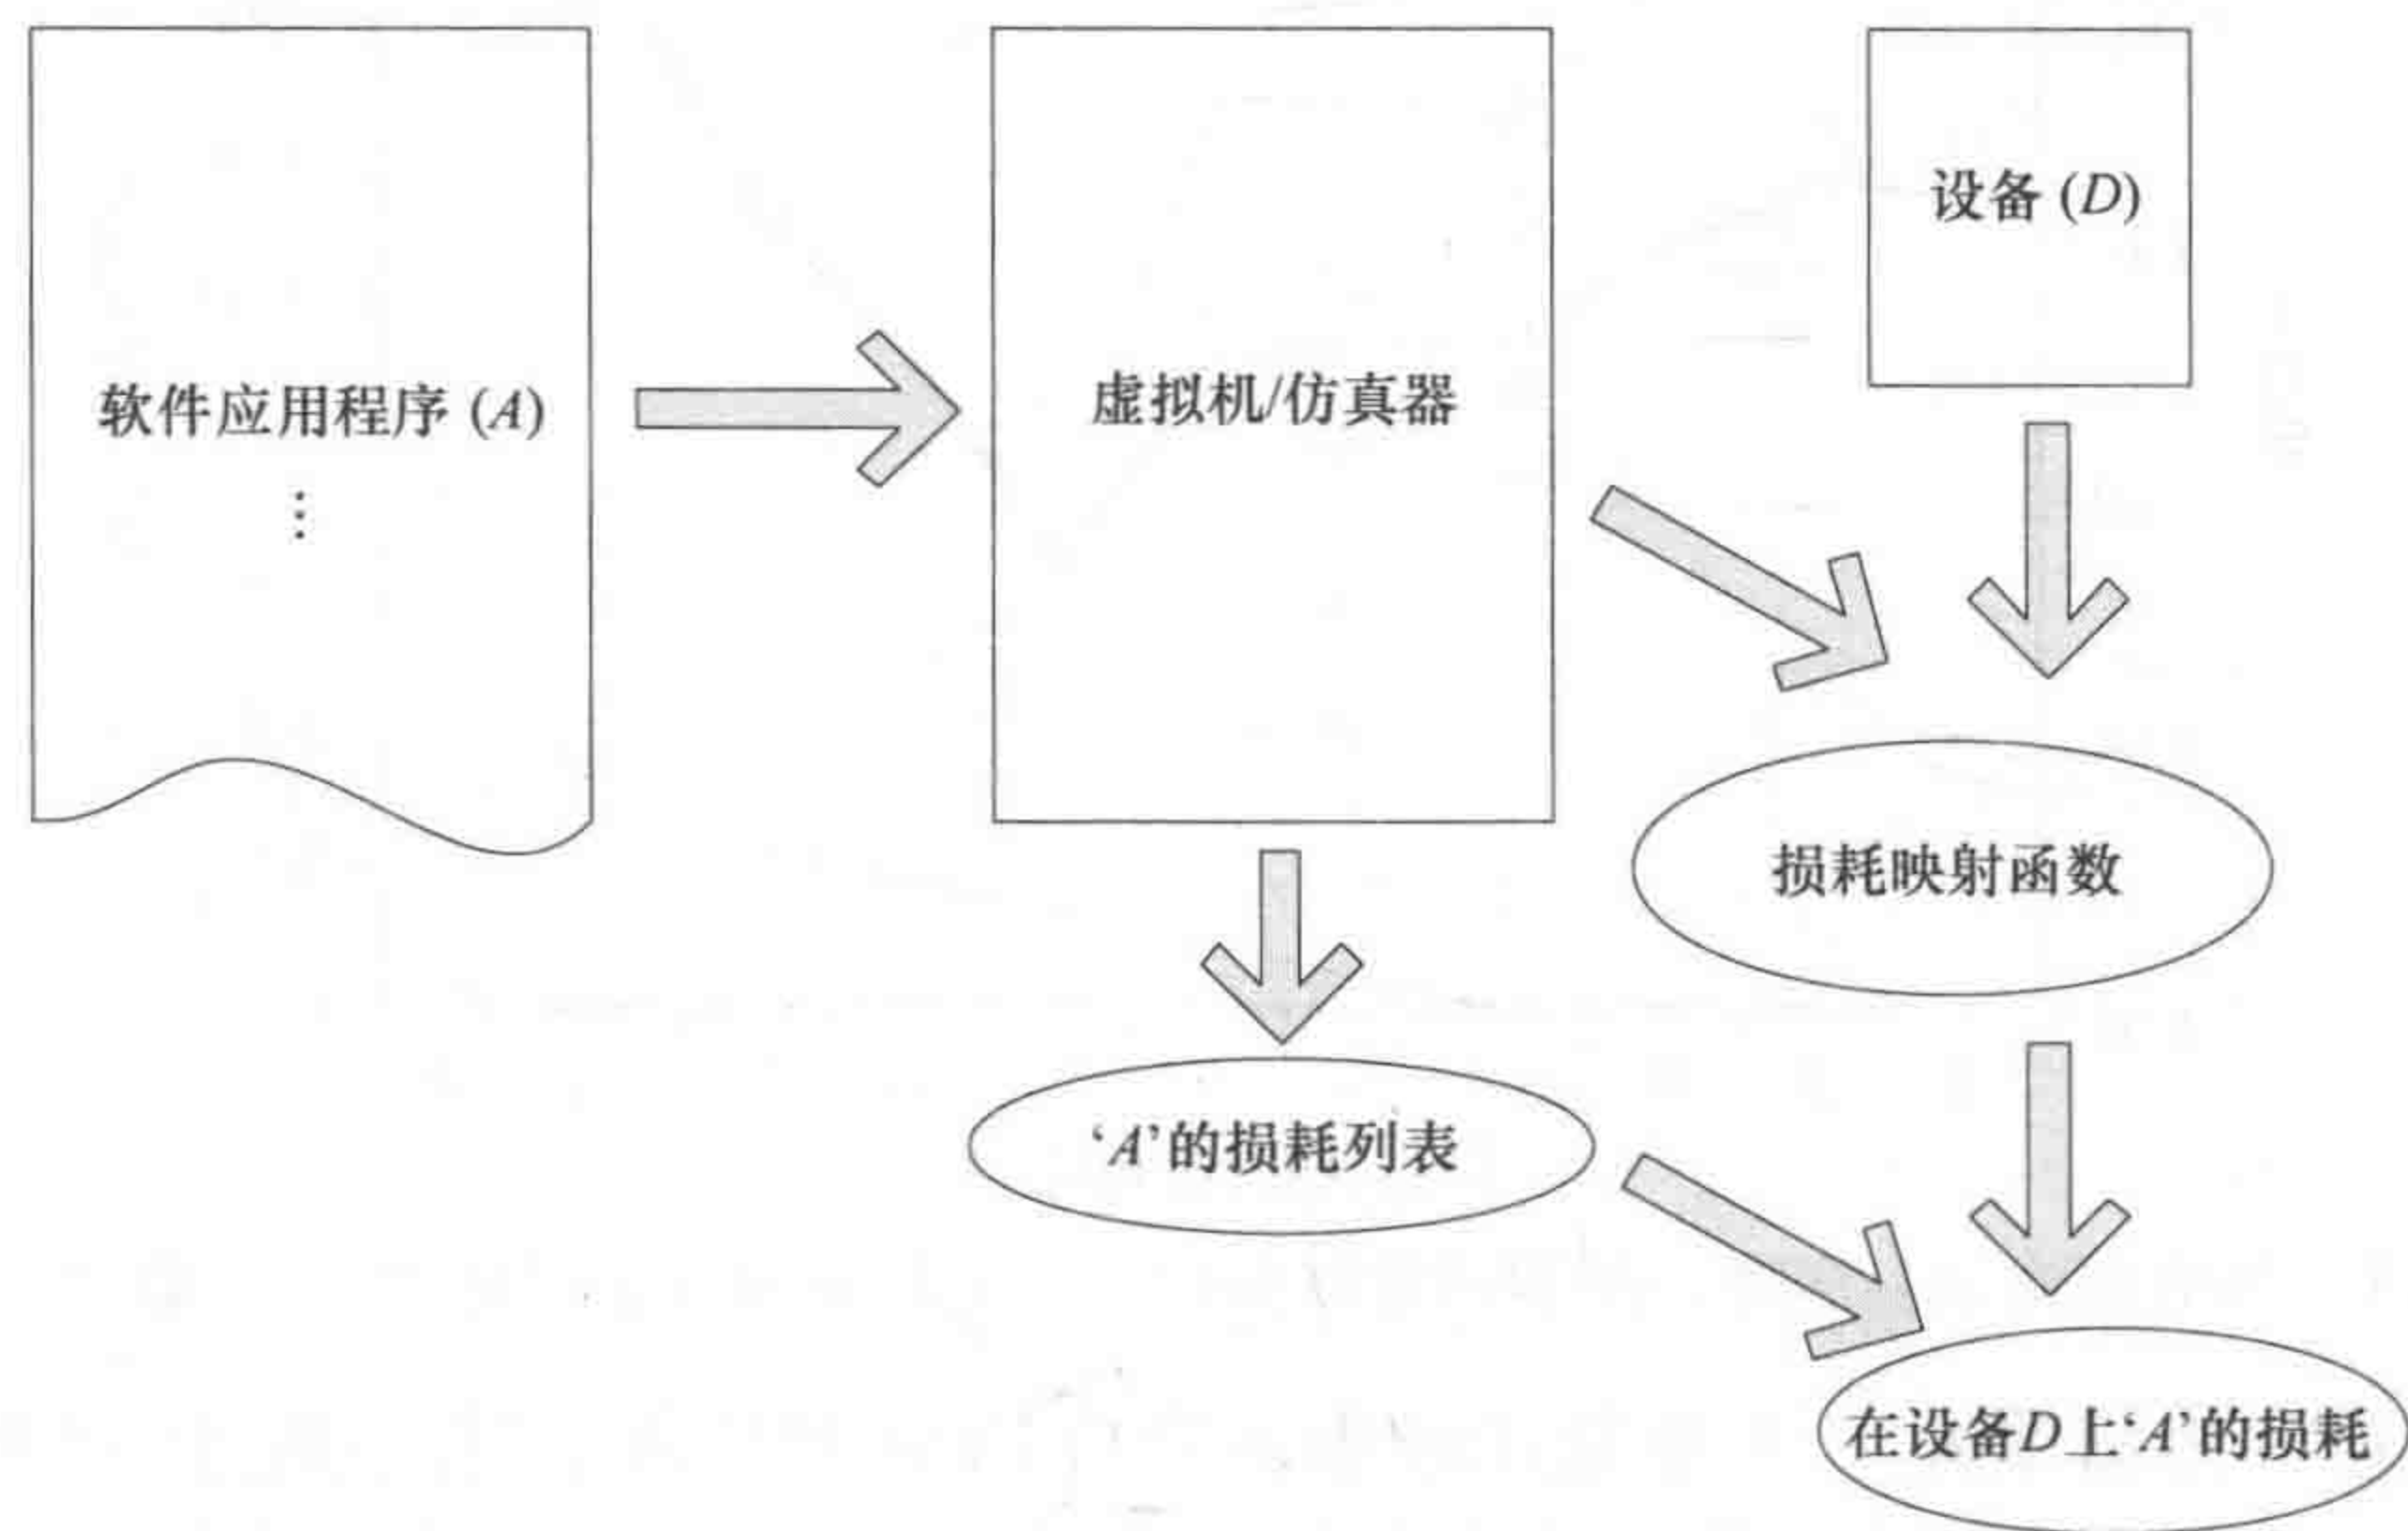 软件应用程序 (A)
⋮
虚拟机/仿真器
设备 (D)
损耗映射函数
‘A’的损耗列表
在设备D上‘A’的损耗